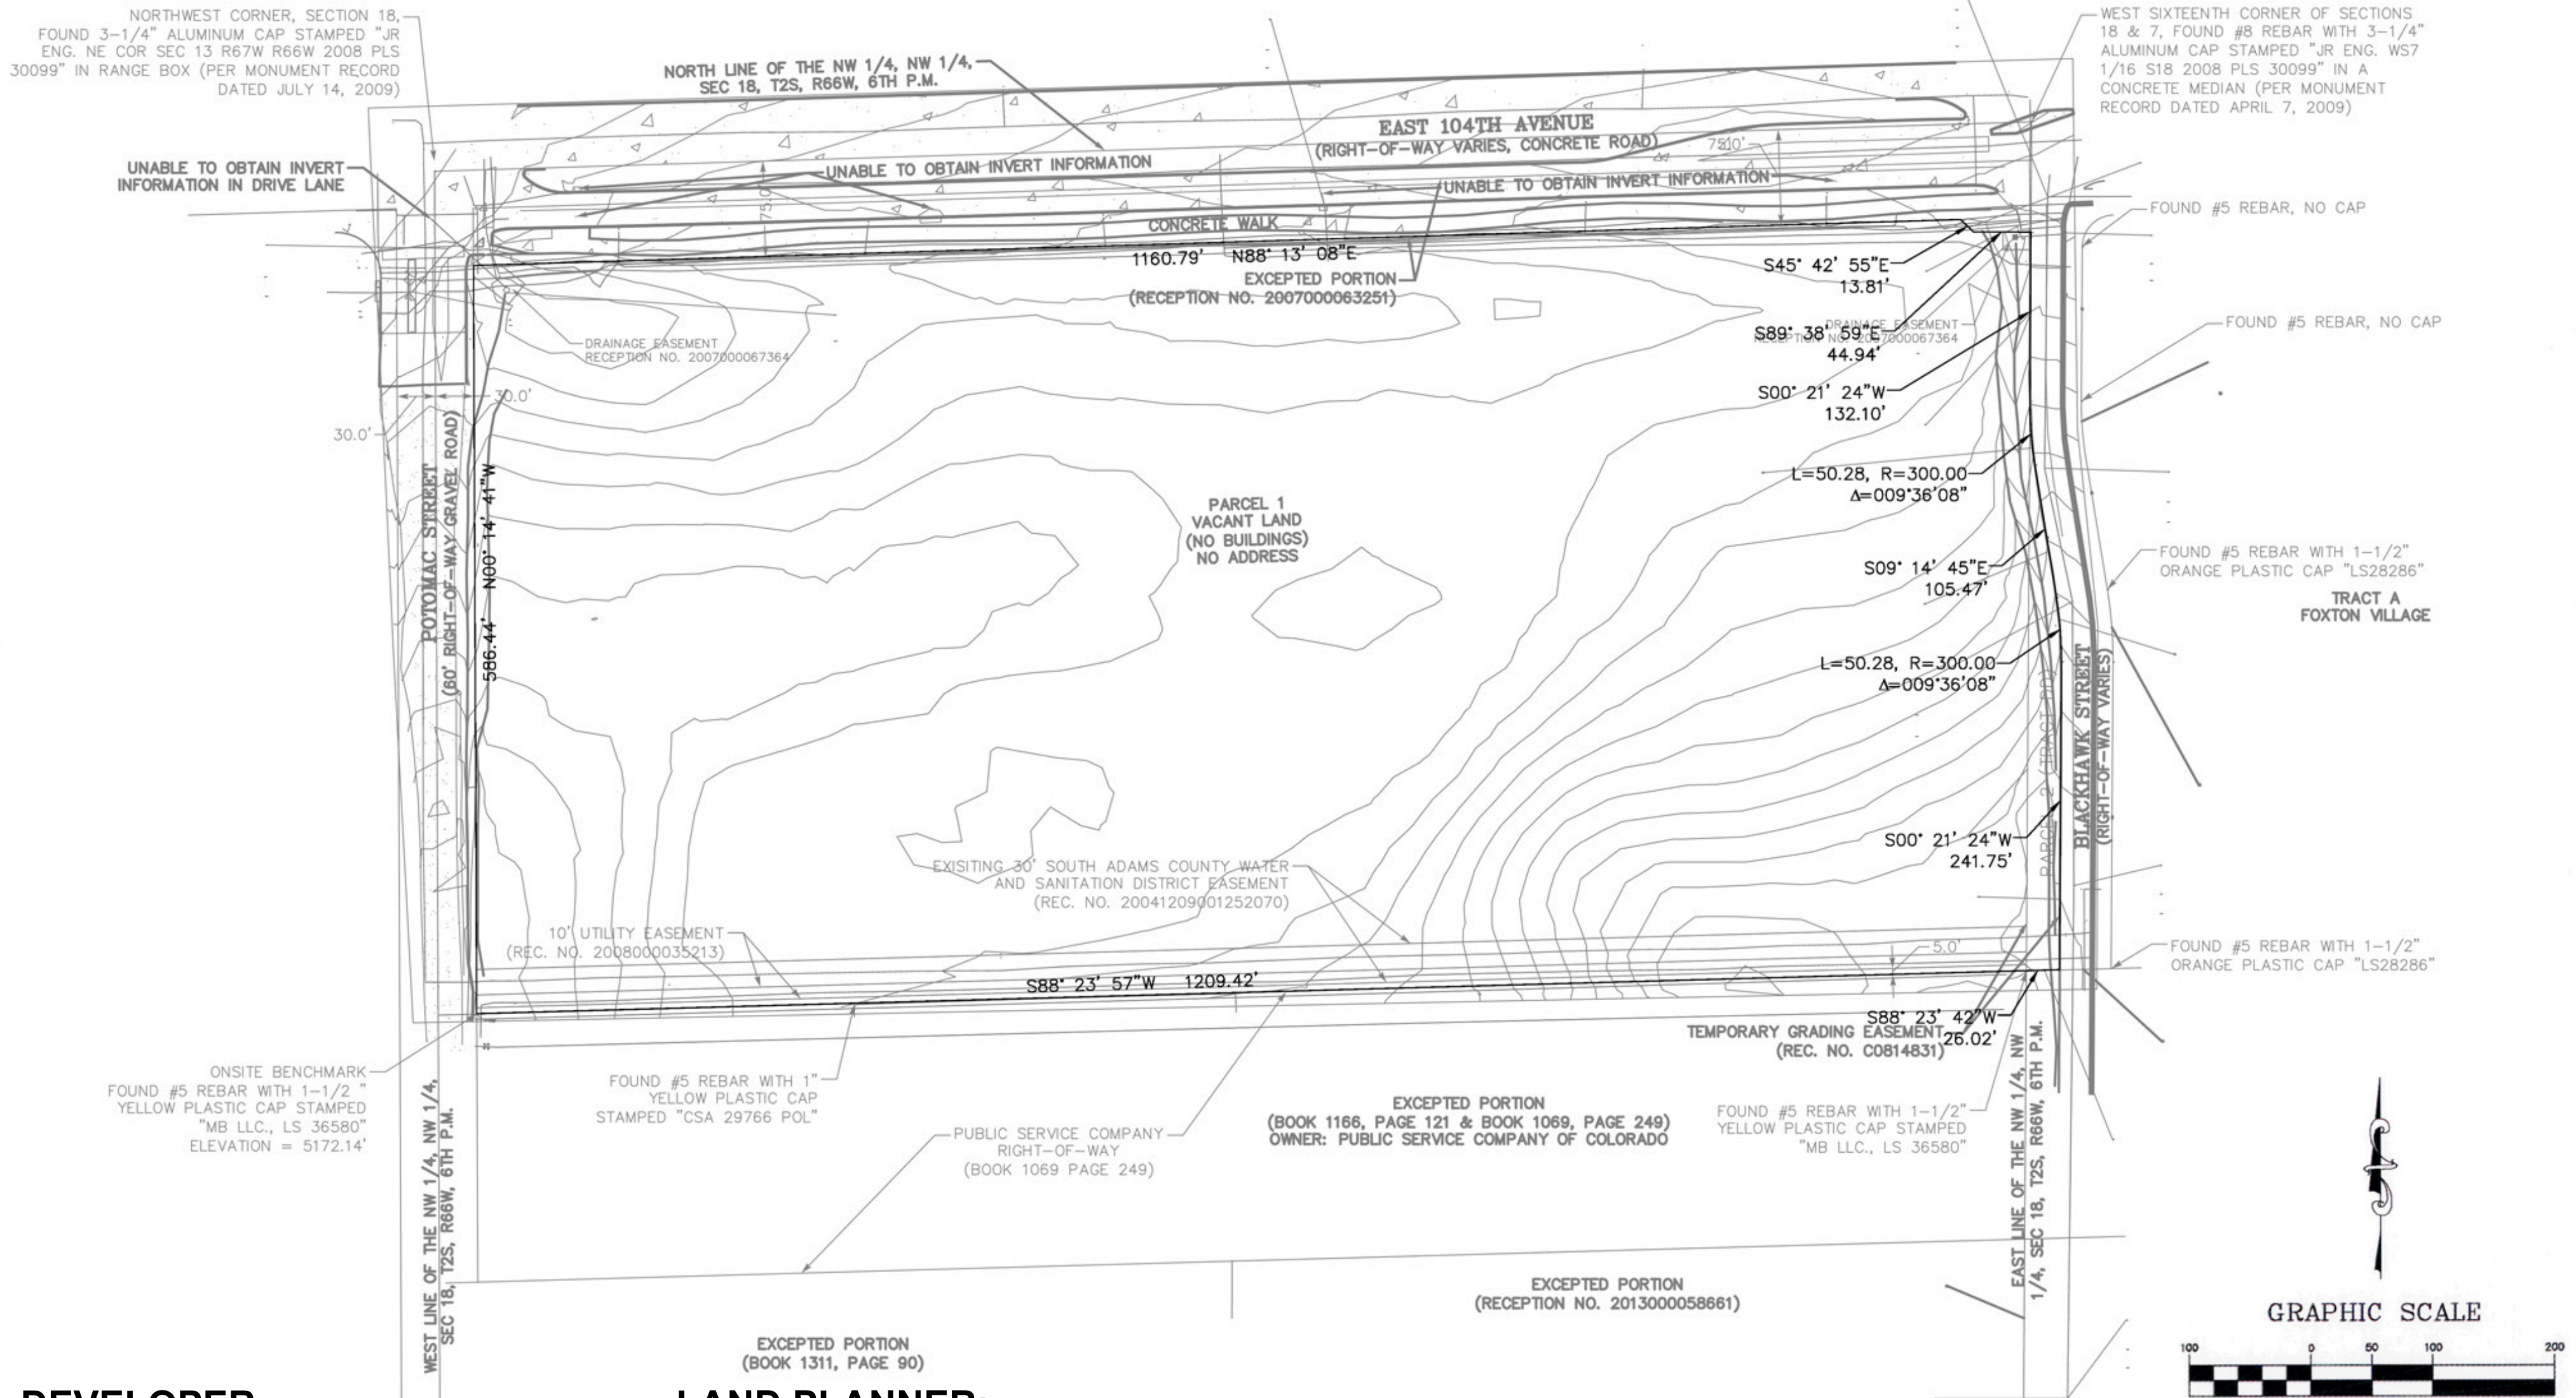 NORTHWEST CORNER, SECTION 18,
FOUND 3-1/4" ALUMINUM CAP STAMPED "JR
ENG. NE COR SEC 13 R67W R66W 2008 PLS
30099" IN RANGE BOX (PER MONUMENT RECORD
DATED JULY 14, 2009)
NORTH LINE OF THE NW 1/4, NW 1/4,
SEC 18, T2S, R66W, 6TH P.M.
WEST SIXTEENTH CORNER OF SECTIONS
18 & 7, FOUND #8 REBAR WITH 3-1/4"
ALUMINUM CAP STAMPED "JR ENG. WS7
1/16 S18 2008 PLS 30099" IN A
CONCRETE MEDIAN (PER MONUMENT
RECORD DATED APRIL 7, 2009)
EAST 104TH AVENUE
(RIGHT-OF-WAY VARIES, CONCRETE ROAD)
UNABLE TO OBTAIN INVERT
INFORMATION IN DRIVE LANE
UNABLE TO OBTAIN INVERT INFORMATION
UNABLE TO OBTAIN INVERT INFORMATION
75.0'
CONCRETE WALK
FOUND #5 REBAR, NO CAP
1160.79' N88° 13' 08"E
EXCEPTED PORTION
(RECEPTION NO. 2007000063251)
S45° 42' 55"E
13.81'
DRAINAGE EASEMENT
RECEPTION NO. 2007000067364
S89° 38' 59"E
44.94'
DRAINAGE EASEMENT
RECEPTION NO. 2007000067364
FOUND #5 REBAR, NO CAP
S00° 21' 24"W
132.10'
30.0'
30.0'
POTOMAC STREET
(60' RIGHT-OF-WAY GRAVEL ROAD)
586.44' N00° 14' 41"W
L=50.28, R=300.00
Δ=009°36'08"
PARCEL 1
VACANT LAND
(NO BUILDINGS)
NO ADDRESS
S09° 14' 45"E
105.47'
FOUND #5 REBAR WITH 1-1/2"
ORANGE PLASTIC CAP "LS28286"
TRACT A
FOXTON VILLAGE
L=50.28, R=300.00
Δ=009°36'08"
BLACKHAWK STREET
(RIGHT-OF-WAY VARIES)
PARCEL 2 (TRACT
S00° 21' 24"W
241.75'
EXISITING 30' SOUTH ADAMS COUNTY WATER
AND SANITATION DISTRICT EASEMENT
(REC. NO. 20041209001252070)
10' UTILITY EASEMENT
(REC. NO. 2008000035213)
5.0'
FOUND #5 REBAR WITH 1-1/2"
ORANGE PLASTIC CAP "LS28286"
S88° 23' 57"W 1209.42'
S88° 23' 42"W
26.02'
TEMPORARY GRADING EASEMENT
(REC. NO. C0814831)
ONSITE BENCHMARK
FOUND #5 REBAR WITH 1-1/2 "
YELLOW PLASTIC CAP STAMPED
"MB LLC., LS 36580"
ELEVATION = 5172.14'
FOUND #5 REBAR WITH 1"
YELLOW PLASTIC CAP
STAMPED "CSA 29766 POL"
PUBLIC SERVICE COMPANY
RIGHT-OF-WAY
(BOOK 1069 PAGE 249)
EXCEPTED PORTION
(BOOK 1166, PAGE 121 & BOOK 1069, PAGE 249)
OWNER: PUBLIC SERVICE COMPANY OF COLORADO
FOUND #5 REBAR WITH 1-1/2"
YELLOW PLASTIC CAP STAMPED
"MB LLC., LS 36580"
WEST LINE OF THE NW 1/4, NW 1/4,
SEC 18, T2S, R66W, 6TH P.M.
EAST LINE OF THE NW 1/4, NW
1/4, SEC 18, T2S, R66W, 6TH P.M.
EXCEPTED PORTION
(RECEPTION NO. 2013000058661)
EXCEPTED PORTION
(BOOK 1311, PAGE 90)
GRAPHIC SCALE
100 0 50 100 200
DEVELOPER
LAND PLANNER: